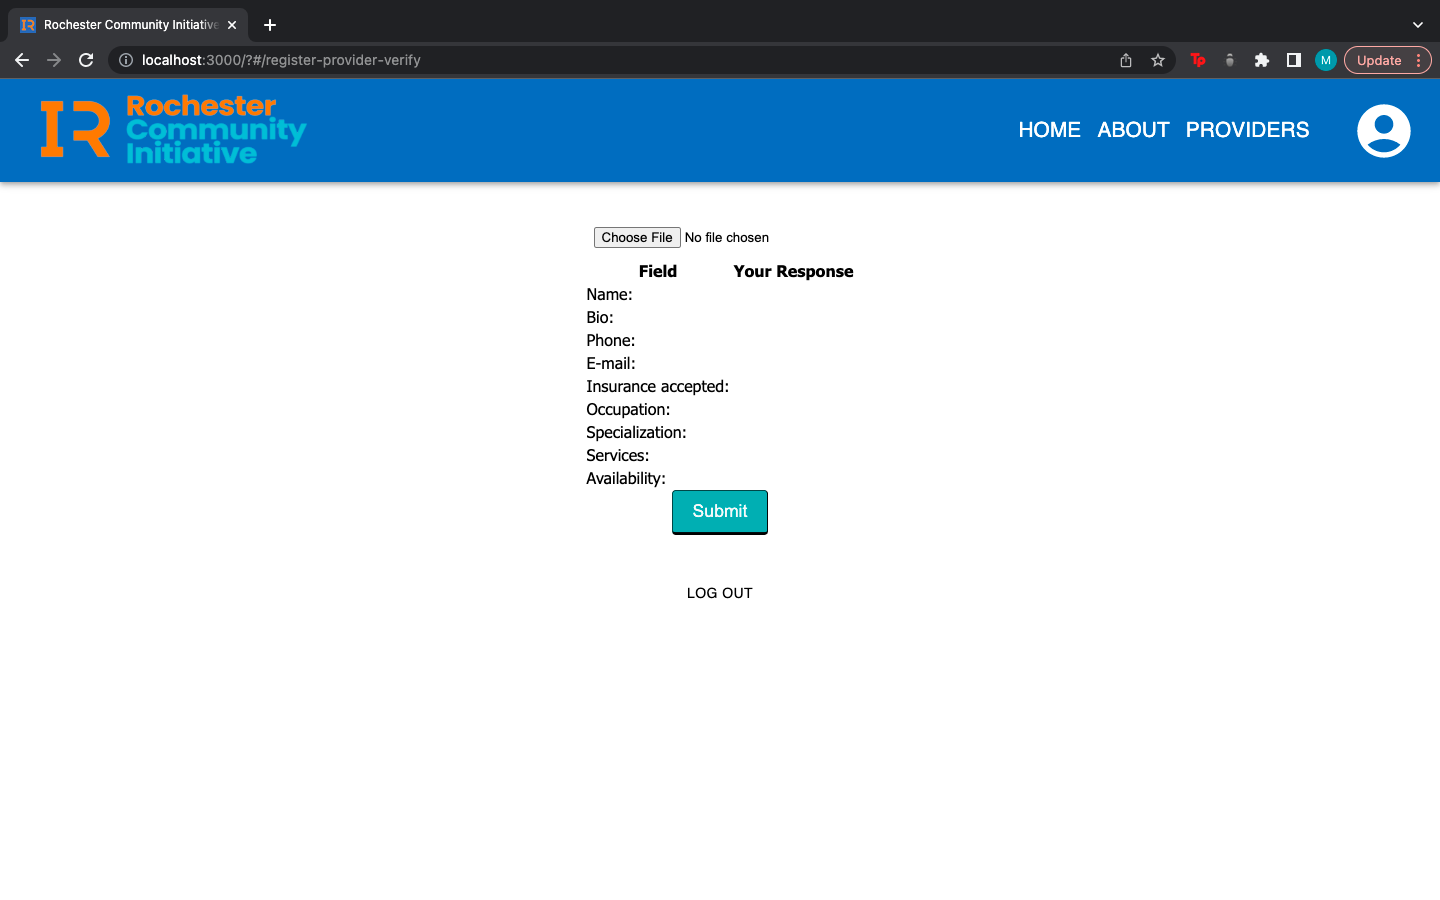 Rochester Community Initiative
localhost:3000/?#/register-provider-verify
Tp
M
Update
IR
Rochester
Community
Initiative
HOME ABOUT PROVIDERS
Choose File No file chosen
Field Your Response
Name:
Bio:
Phone:
E-mail:
Insurance accepted:
Occupation:
Specialization:
Services:
Availability:
Submit
LOG OUT